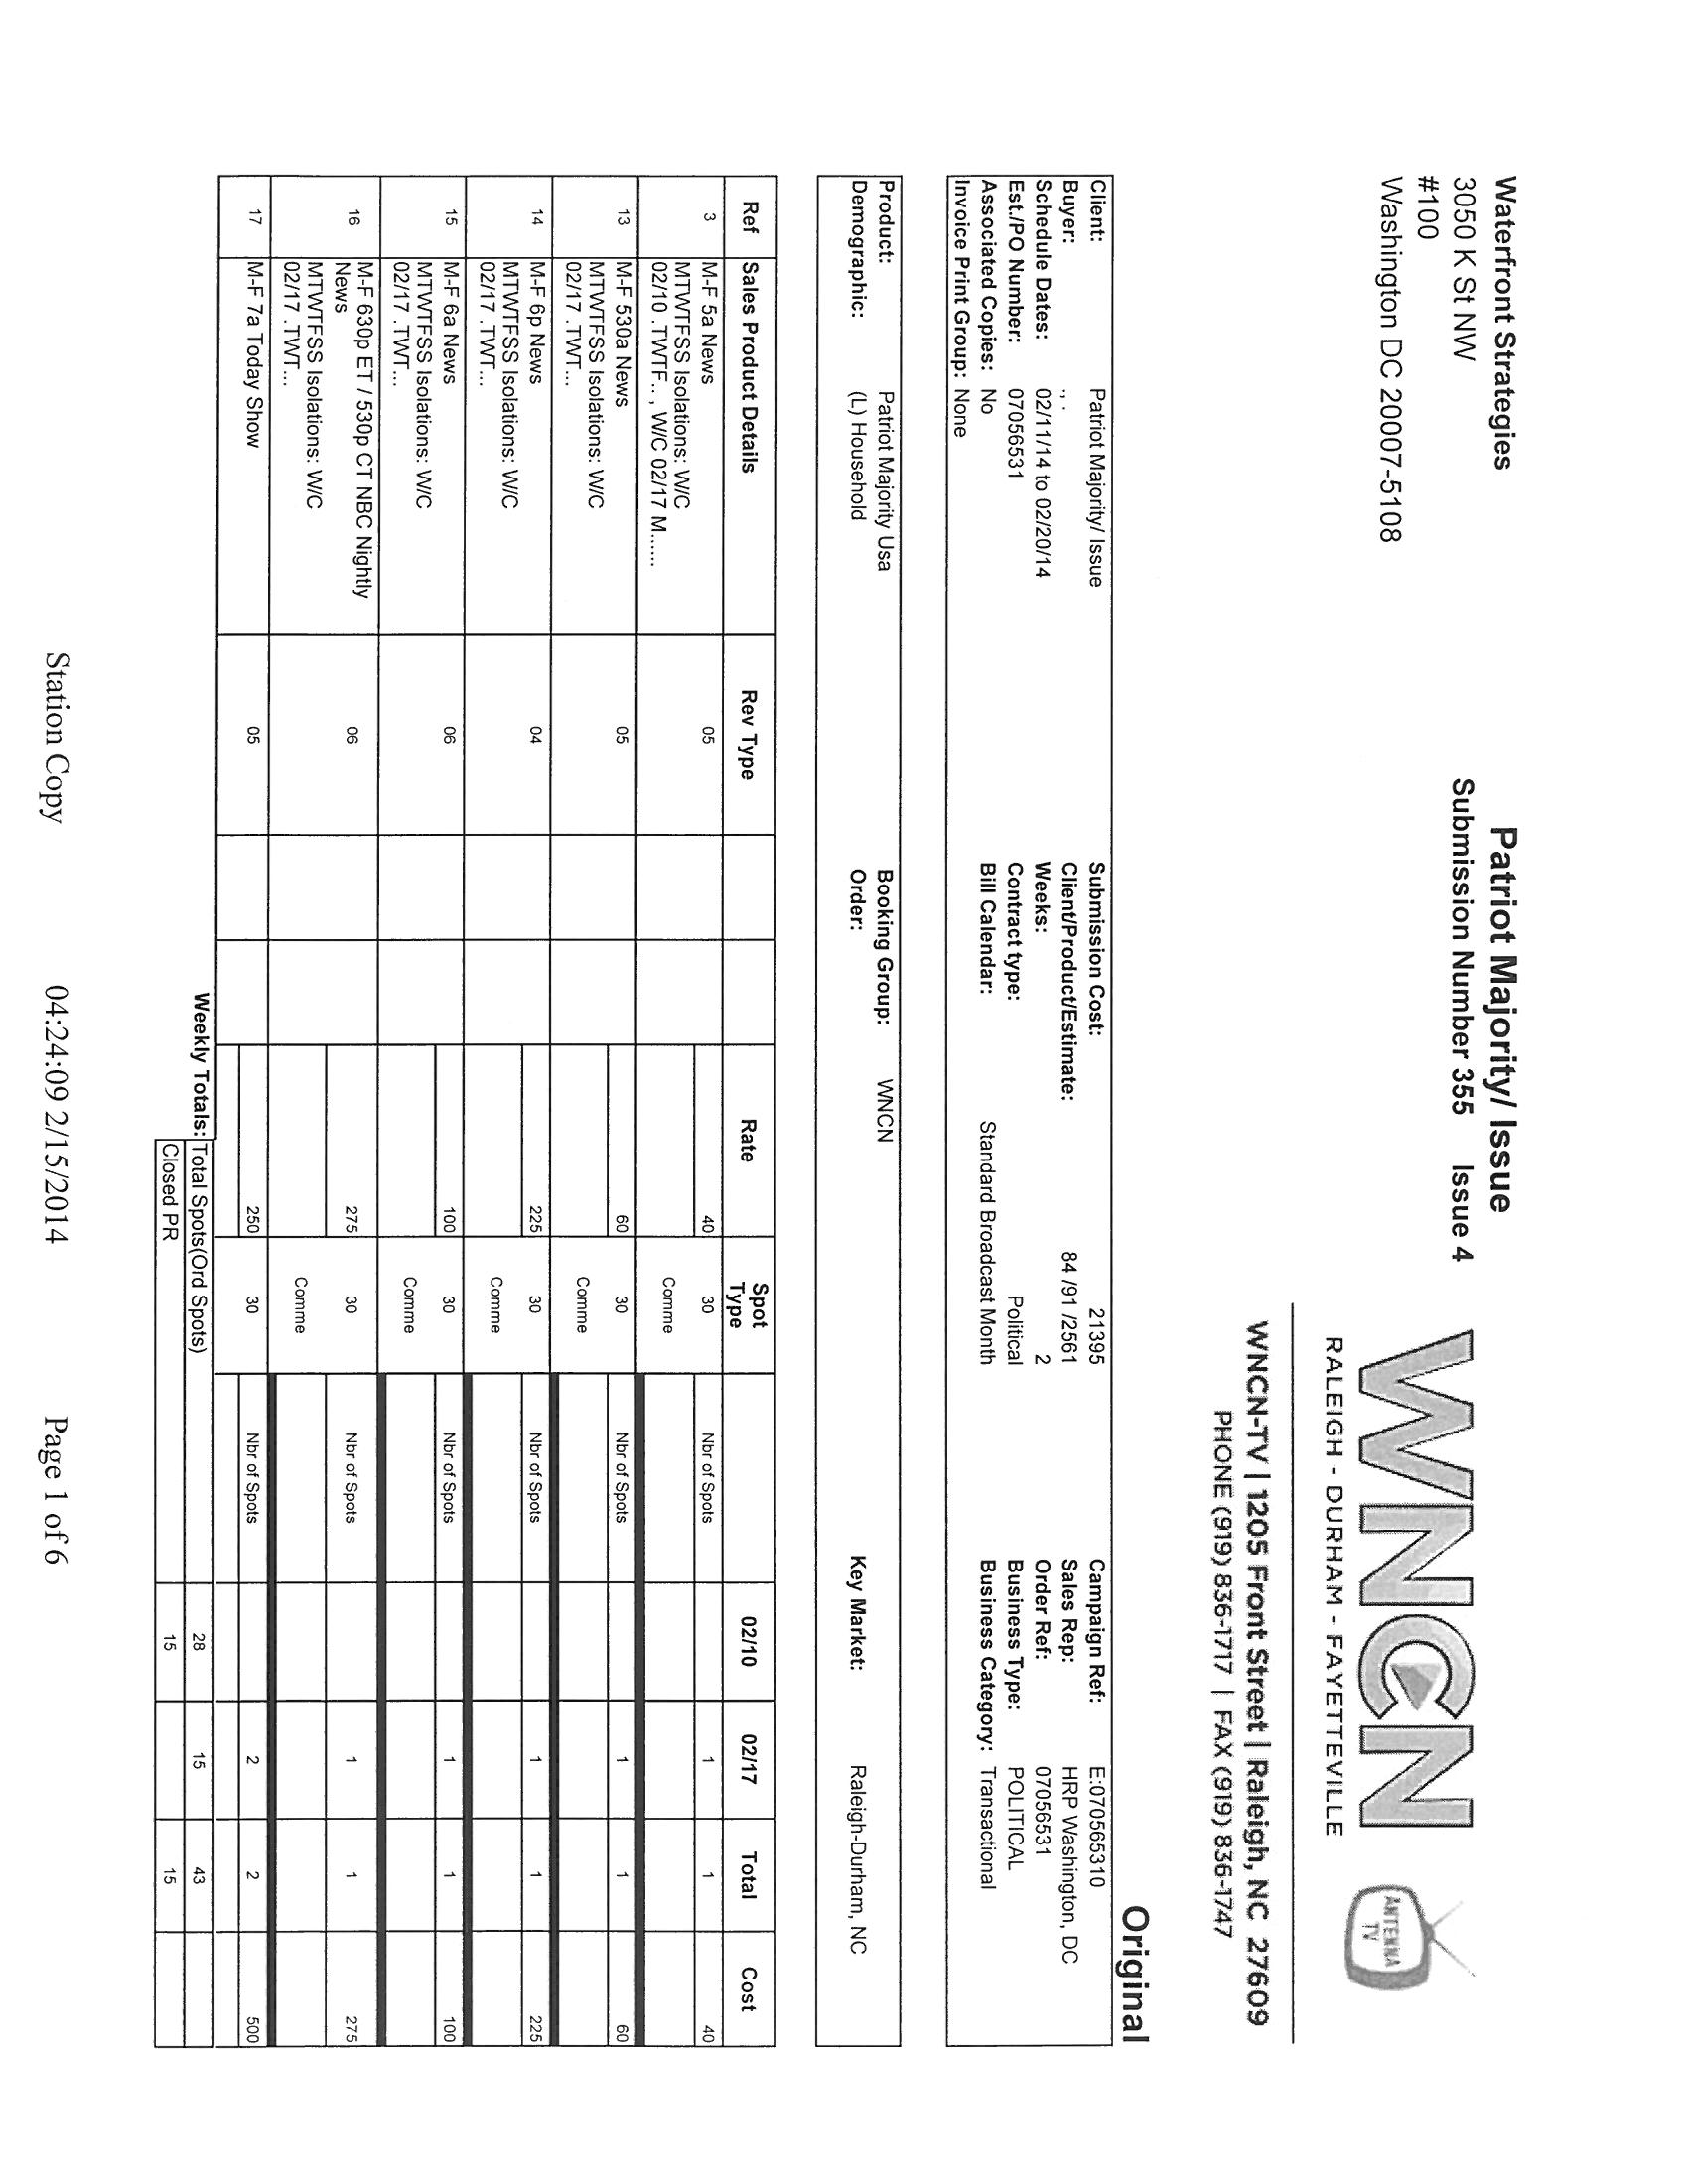 Waterfront Strategies
3050 K St NW
#100
Washington DC 20007-5108
Patriot Majority/ Issue
Submission Number 355 Issue 4
WNCN
RALEIGH - DURHAM - FAYETTEVILLE
ANTENNA
TV
WNCN-TV | 1205 Front Street | Raleigh, NC 27609
PHONE (919) 836-1717 | FAX (919) 836-1747
Original
Client: Patriot Majority/ Issue Submission Cost: 21395 Campaign Ref: E:070565310
Buyer: ., . Client/Product/Estimate: 84 /91 /2561 Sales Rep: HRP Washington, DC
Schedule Dates: 02/11/14 to 02/20/14 Weeks: 2 Order Ref: 07056531
Est./PO Number: 07056531 Contract type: Political Business Type: POLITICAL
Associated Copies: No Bill Calendar: Standard Broadcast Month Business Category: Transactional
Invoice Print Group: None
Product: Patriot Majority Usa Booking Group: WNCN
Demographic: (L) Household Order: Key Market: Raleigh-Durham, NC
Ref Sales Product Details Rev Type Rate Spot Type 02/10 02/17 Total Cost
3 M-F 5a News 05 40 30 Nbr of Spots 1 1 40
MTWTFSS Isolations: W/C Comme
02/10 .TWTF.. , W/C 02/17 M......
13 M-F 530a News 05 60 30 Nbr of Spots 1 1 60
MTWTFSS Isolations: W/C Comme
02/17 .TWT...
14 M-F 6p News 04 225 30 Nbr of Spots 1 1 225
MTWTFSS Isolations: W/C Comme
02/17 .TWT...
15 M-F 6a News 06 100 30 Nbr of Spots 1 1 100
MTWTFSS Isolations: W/C Comme
02/17 .TWT...
16 M-F 630p ET / 530p CT NBC Nightly 06 275 30 Nbr of Spots 1 1 275
News
MTWTFSS Isolations: W/C Comme
02/17 .TWT...
17 M-F 7a Today Show 05 250 30 Nbr of Spots 2 2 500
Weekly Totals: Total Spots(Ord Spots) 28 15 43
Closed PR 15 15
Station Copy 04:24:09 2/15/2014 Page 1 of 6